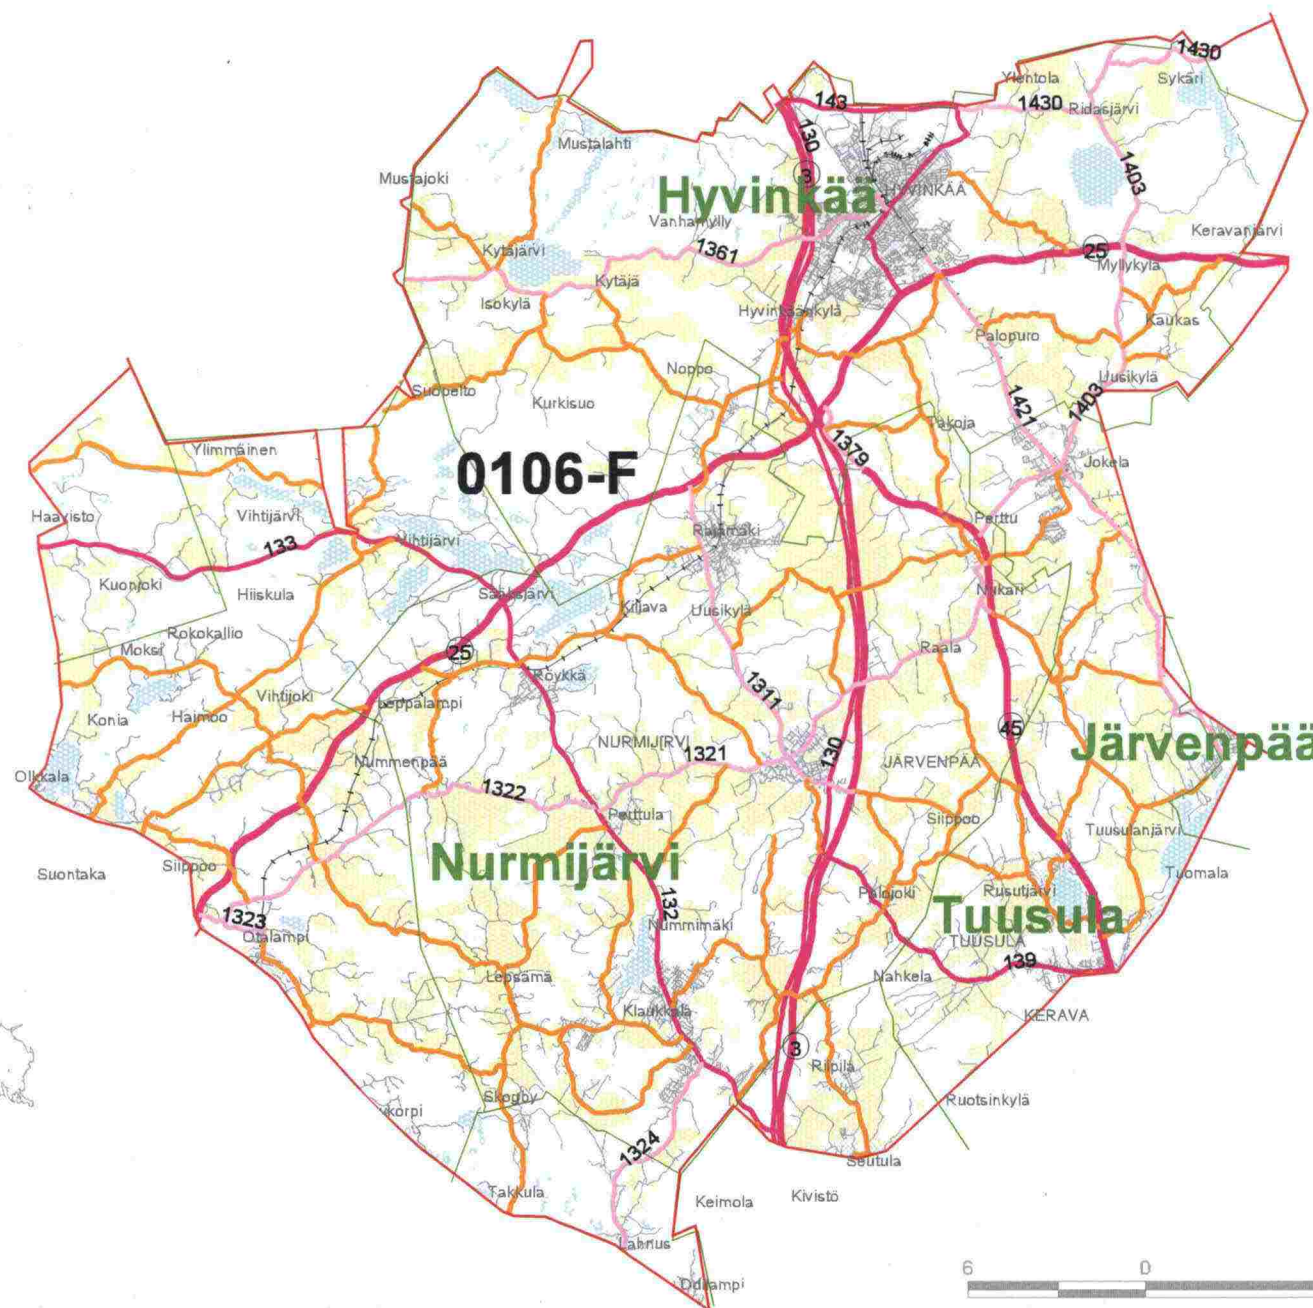 1430
Sykäri
Ylentola
1430
Ridasjärvi
143
130
Mustalahti
3
Mustajoki
1403
Hyvinkää
HYVINKÄÄ
Vanhamylly
Keravanjärvi
Kytäjärvi
1361
25
Myllykylä
Kytäjä
Isokylä
Hyvinkäänkylä
Kaukas
Palopuro
Noppo
Uusikylä
Suopelto
Kurkisuo
1403
1421
Takoja
Ylimmäinen
1379
Jokela
0106-F
Haavisto
Vihtijärvi
Perttu
133
Vihtijärvi
Rajamäki
Kuonjoki
Hiiskula
Sääksjärvi
Nukari
Kiljava
Uusikylä
Rokokallio
Moksi
25
Raala
Röykkä
Vihtijoki
Leppälampi
1311
Konia
Haimoo
45
NURMIJ[RVI
Järvenpää
1321
130
JÄRVENPÄÄ
Nummenpää
Olkkala
1322
Perttula
Siippoo
Tuusulanjärvi
Nurmijärvi
Siippoo
Suontaka
Tuomala
Palojoki
Rusutjärvi
132
Tuusula
1323
Nummimäki
Otalampi
TUUSULA
139
Lepsämä
Nahkela
Klaukkala
KERAVA
3
Riipilä
Skogby
Ruotsinkylä
ykorpi
1324
Seutula
Takkula
Keimola
Kivistö
Lahnus
6
0